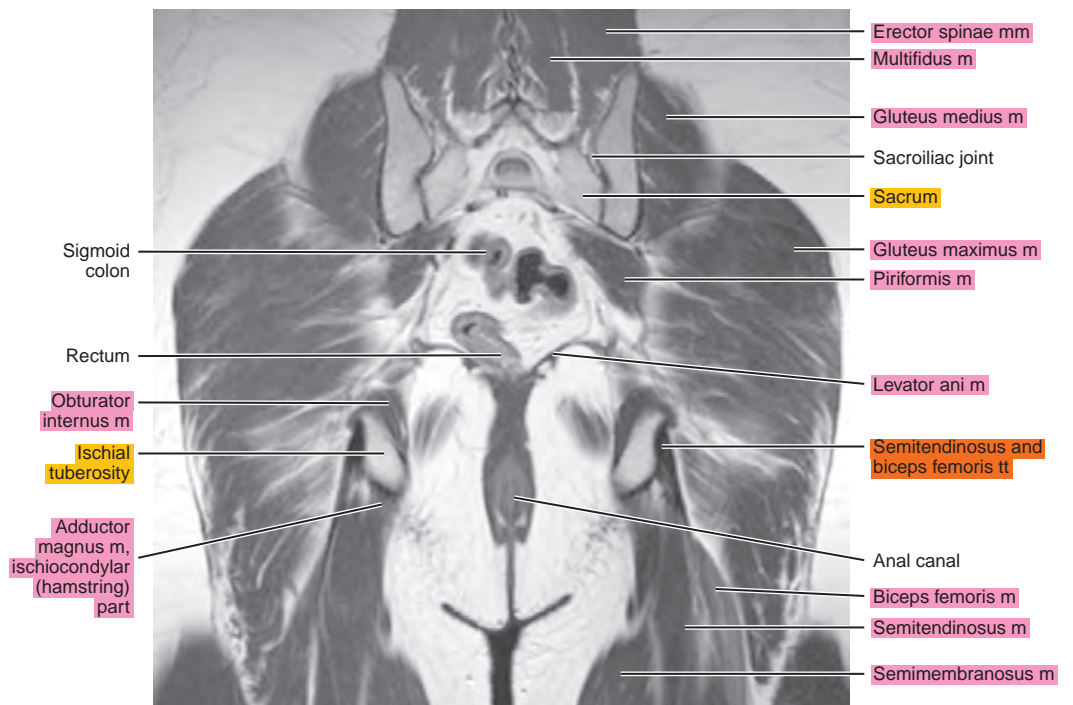 Erector spinae mm
Multifidus m
Gluteus medius m
Sacroiliac joint
Sacrum
Gluteus maximus m
Piriformis m
Levator ani m
Semitendinosus and
biceps femoris tt
Anal canal
Biceps femoris m
Semitendinosus m
Semimembranosus m
Sigmoid
colon
Rectum
Obturator
internus m
Ischial
tuberosity
Adductor
magnus m,
ischiocondylar
(hamstring)
part